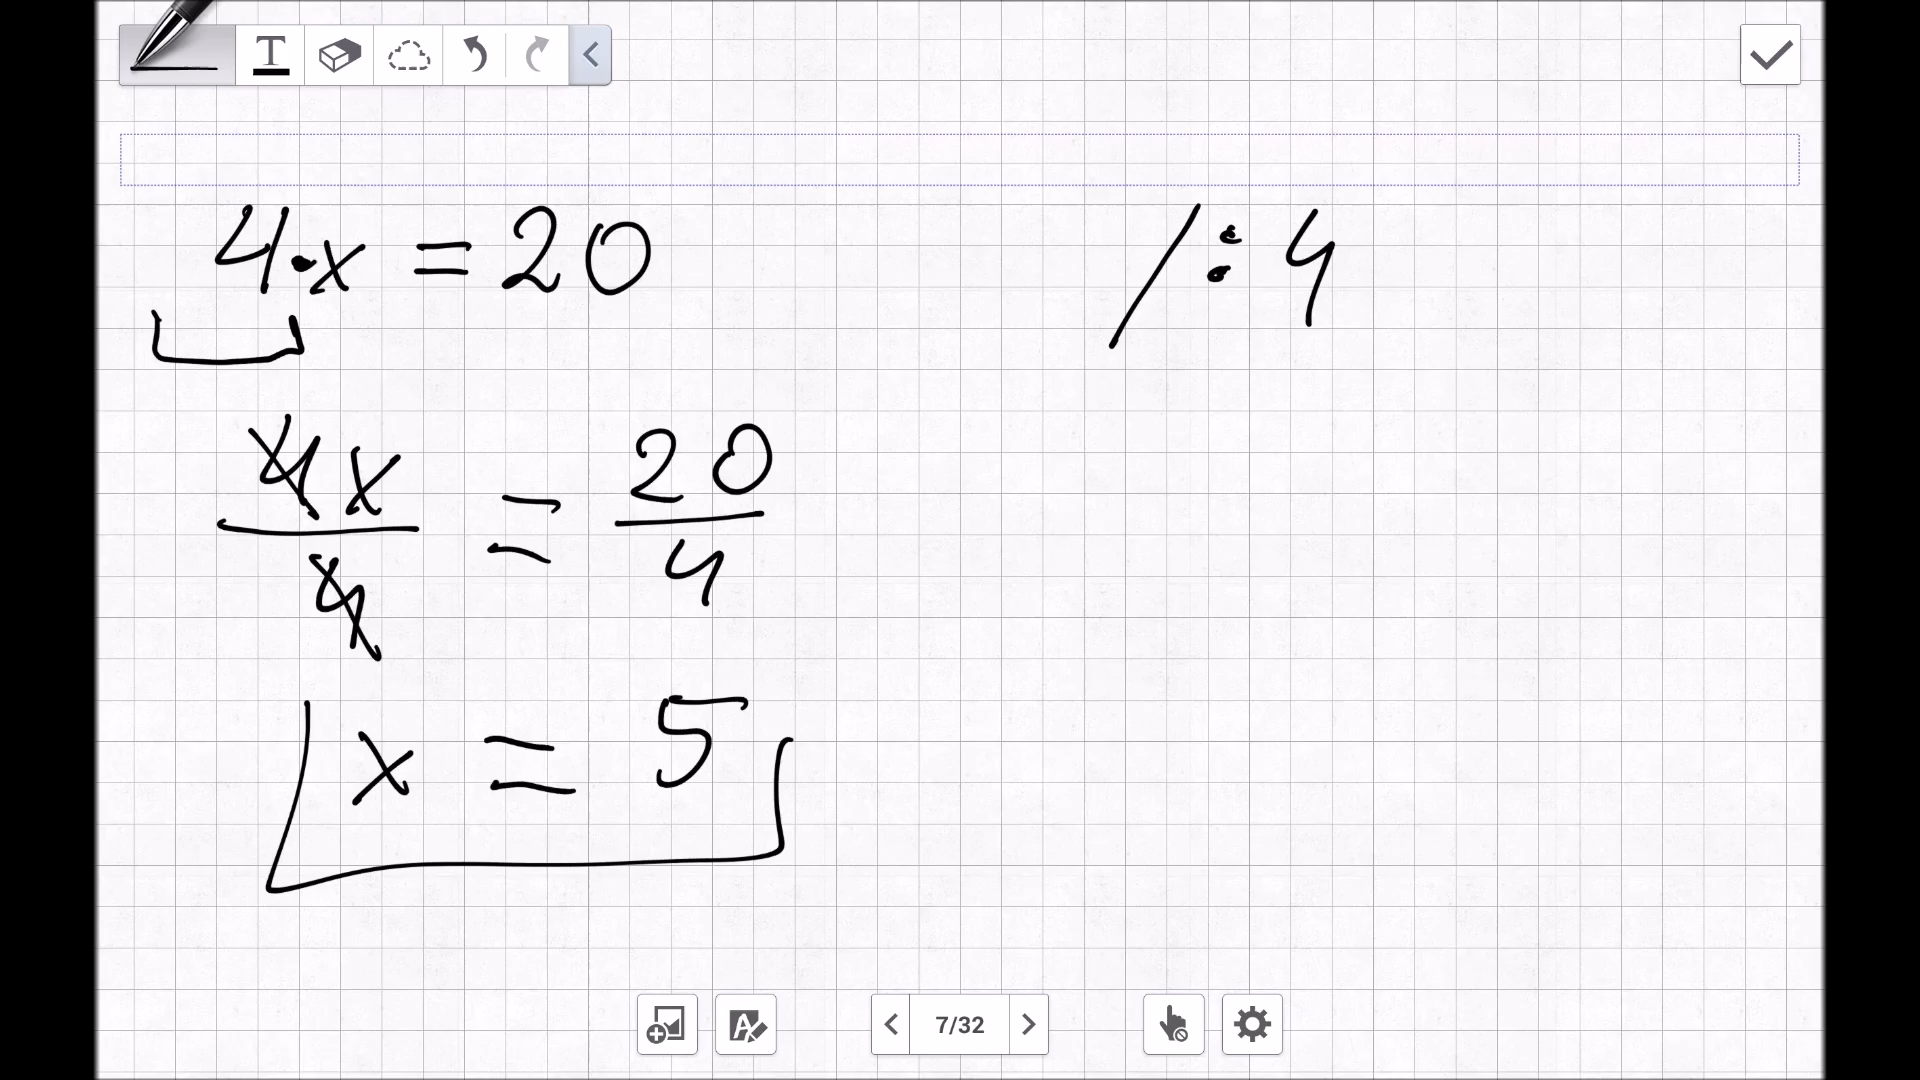 T
4·x = 20 /: 4
4x/4 = 20/4
x = 5
A
7/32